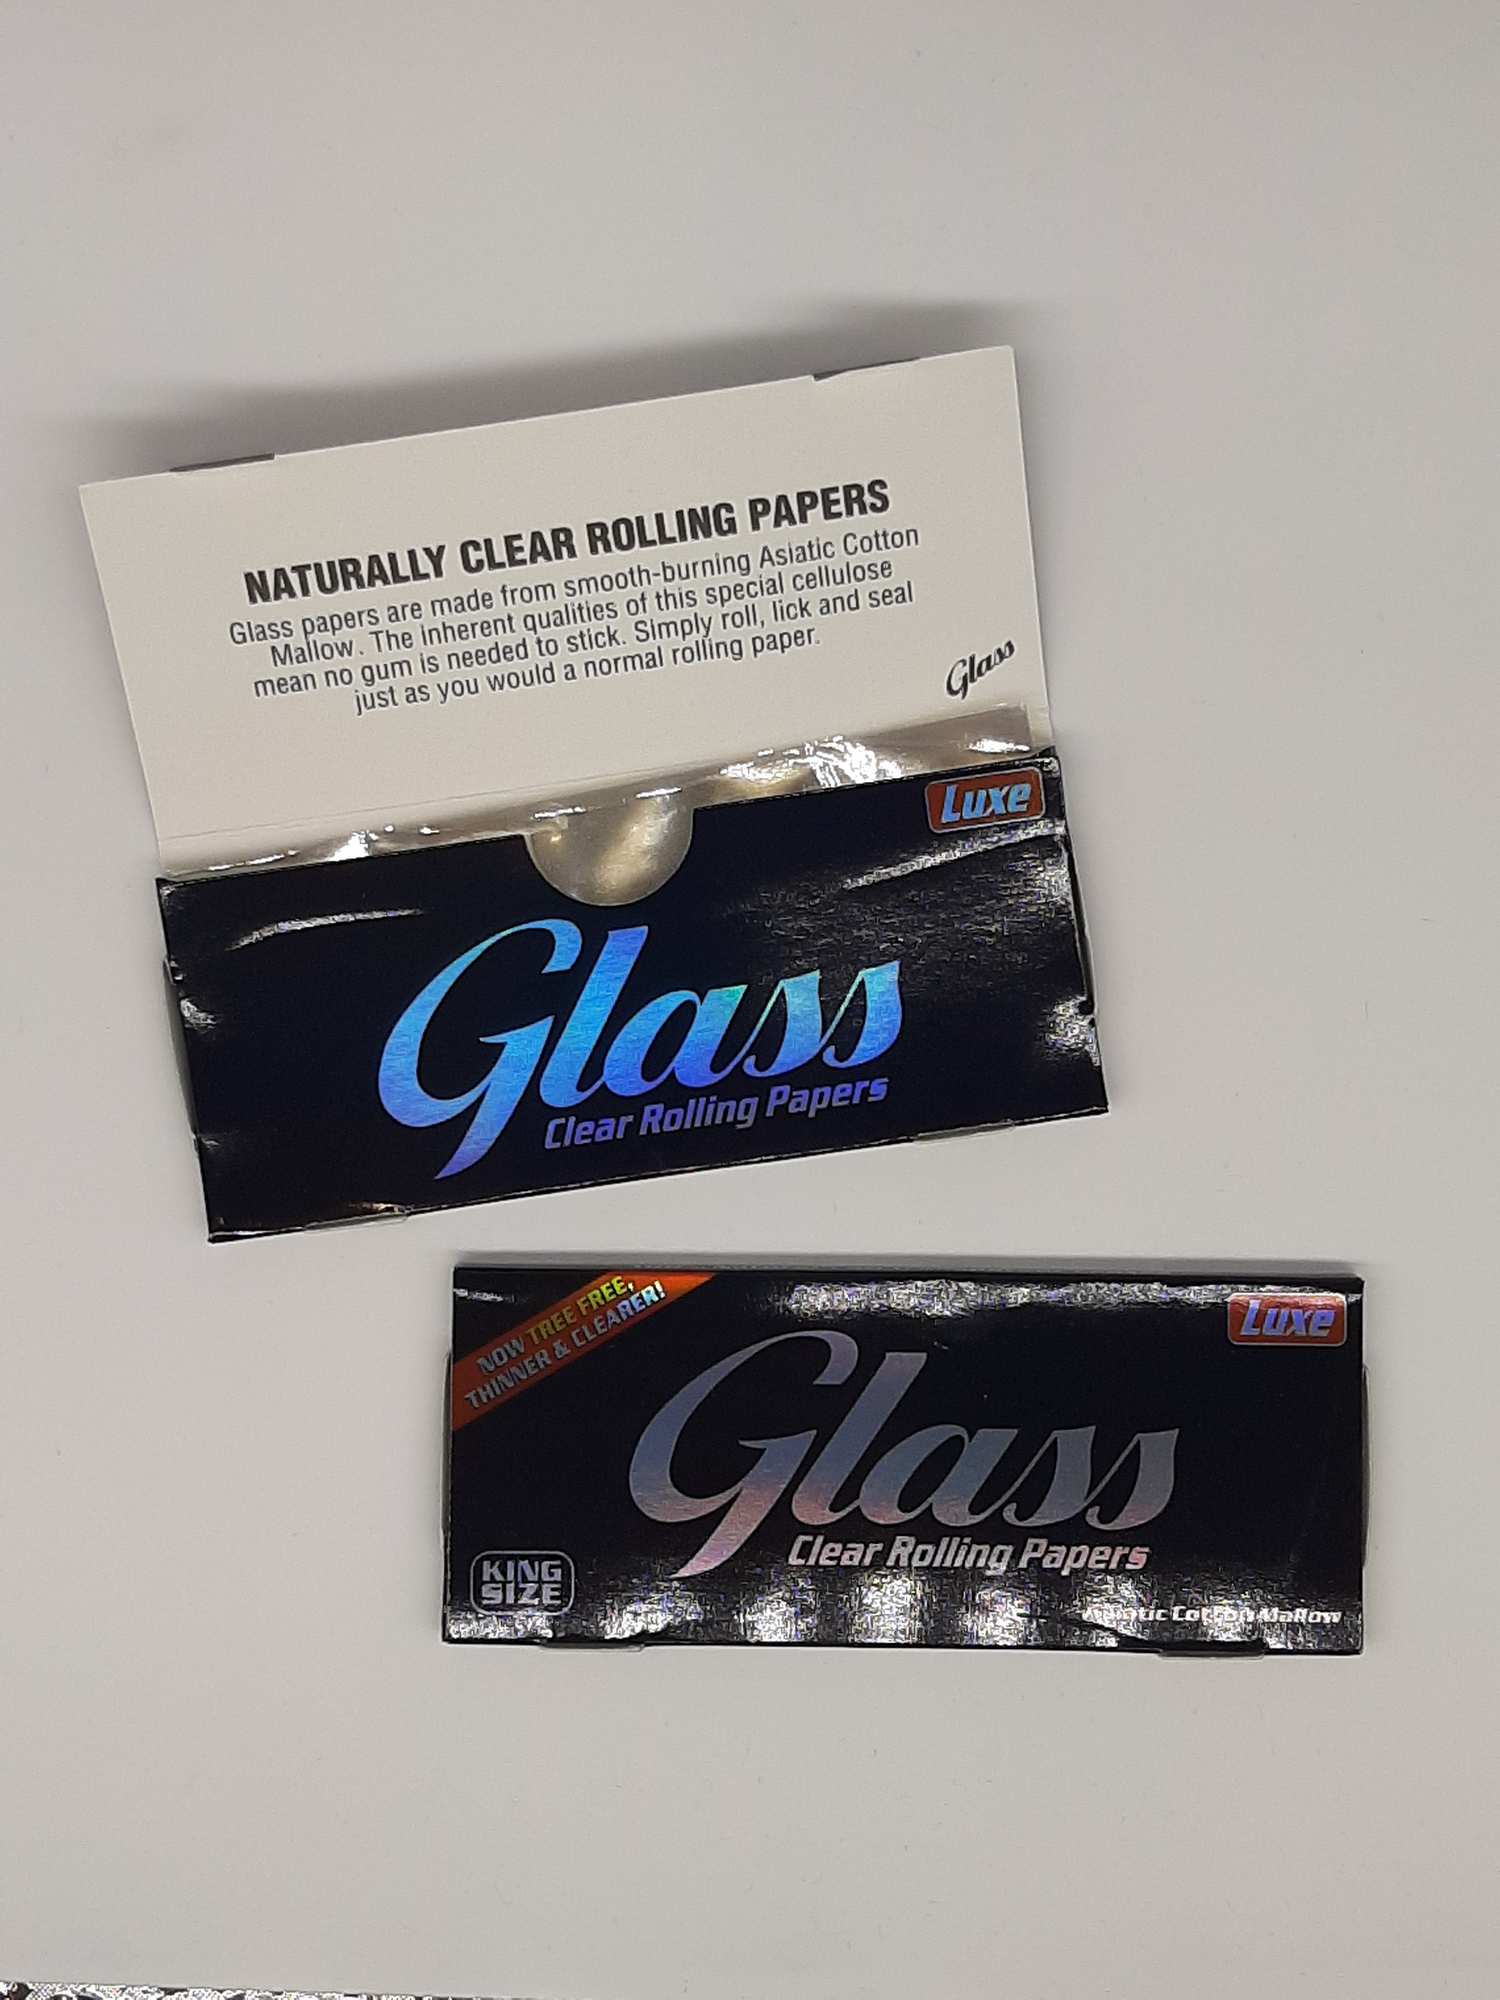 NATURALLY CLEAR ROLLING PAPERS
Glass papers are made from smooth-burning Asiatic Cotton
Mallow. The inherent qualities of this special cellulose
mean no gum is needed to stick. Simply roll, lick and seal
just as you would a normal rolling paper.
Glass
Luxe
Glass
Clear Rolling Papers
NOW TREE FREE,
THINNER & CLEARER!
Luxe
Glass
Clear Rolling Papers
KING
SIZE
Asiatic Cotton Mallow